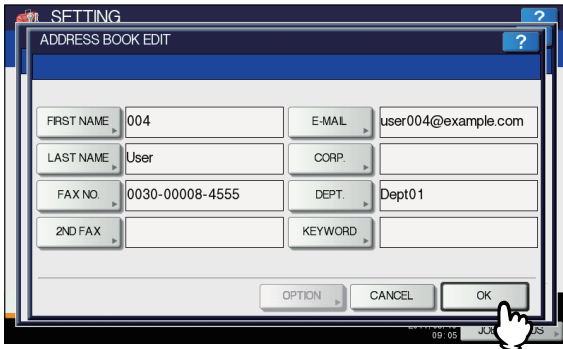 SETTING ?
ADDRESS BOOK EDIT ?
FIRST NAME 004 E-MAIL user004@example.com
LAST NAME User CORP.
FAX NO. 0030-00008-4555 DEPT. Dept01
2ND FAX KEYWORD
OPTION CANCEL OK
09:05